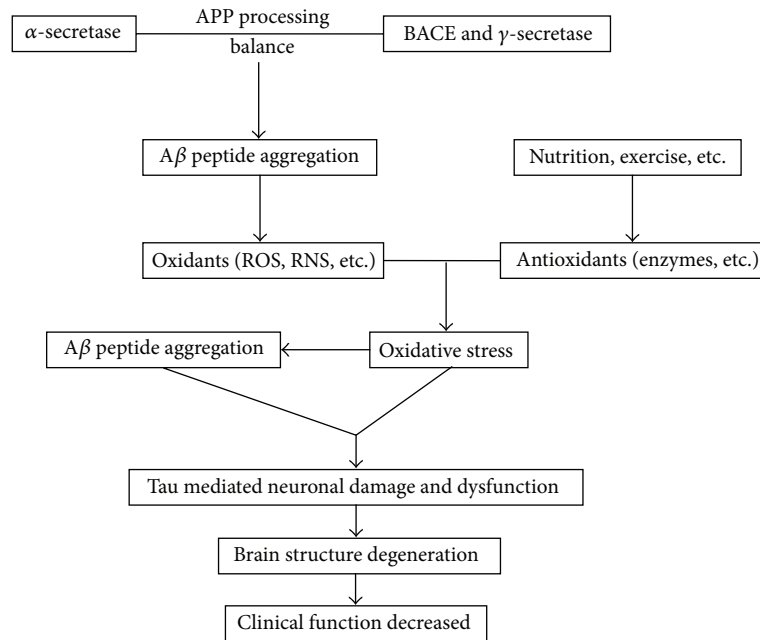 α-secretase
APP processing
balance
BACE and γ-secretase
Aβ peptide aggregation
Nutrition, exercise, etc.
Oxidants (ROS, RNS, etc.)
Antioxidants (enzymes, etc.)
Aβ peptide aggregation
Oxidative stress
Tau mediated neuronal damage and dysfunction
Brain structure degeneration
Clinical function decreased